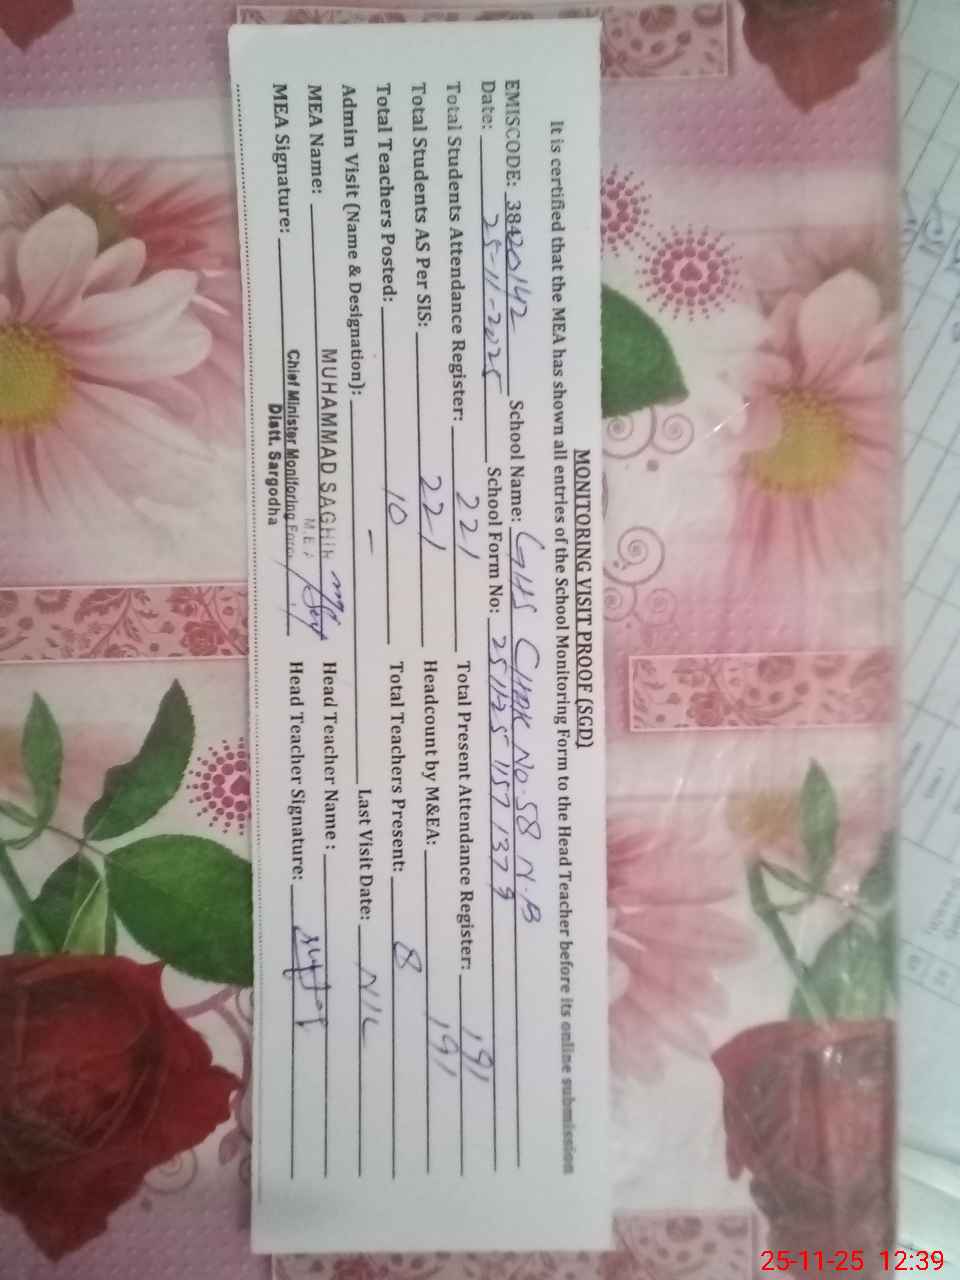 MONITORING VISIT PROOF (SGD)
It is certified that the MEA has shown all entries of the School Monitoring Form to the Head Teacher before its online submission
EMISCODE: 38420142 School Name: GHS CHAK No. 58 N.B
Date: 25-11-2025 School Form No: 251125 1157 1379
Total Students Attendance Register: 221 Total Present Attendance Register: 191
Total Students AS Per SIS: 221 Headcount by M&EA: 191
Total Teachers Posted: 10 Total Teachers Present: 8
Admin Visit (Name & Designation): — Last Visit Date: NIL
MEA Name: MUHAMMAD SAGHIR Head Teacher Name :
M.E.A
MEA Signature: Head Teacher Signature:
Chief Minister Monitoring Force
Distt. Sargodha
25-11-25 12:39